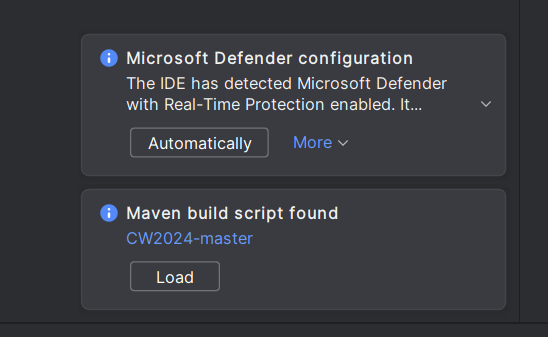 Microsoft Defender configuration
The IDE has detected Microsoft Defender
with Real-Time Protection enabled. It...
Automatically More
Maven build script found
CW2024-master
Load